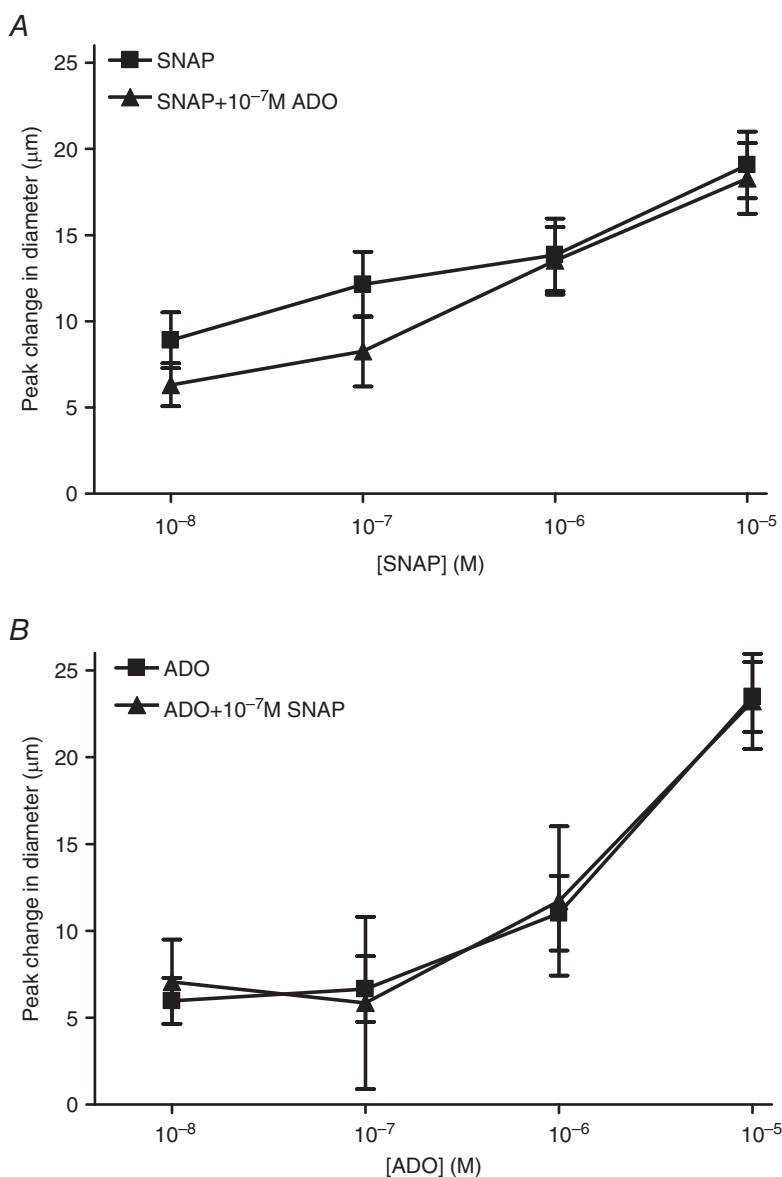 A
SNAP
SNAP+10⁻⁷M ADO
Peak change in diameter (μm)
25
20
15
10
5
0
10⁻⁸ 10⁻⁷ 10⁻⁶ 10⁻⁵
[SNAP] (M)
B
ADO
ADO+10⁻⁷M SNAP
Peak change in diameter (μm)
25
20
15
10
5
0
10⁻⁸ 10⁻⁷ 10⁻⁶ 10⁻⁵
[ADO] (M)